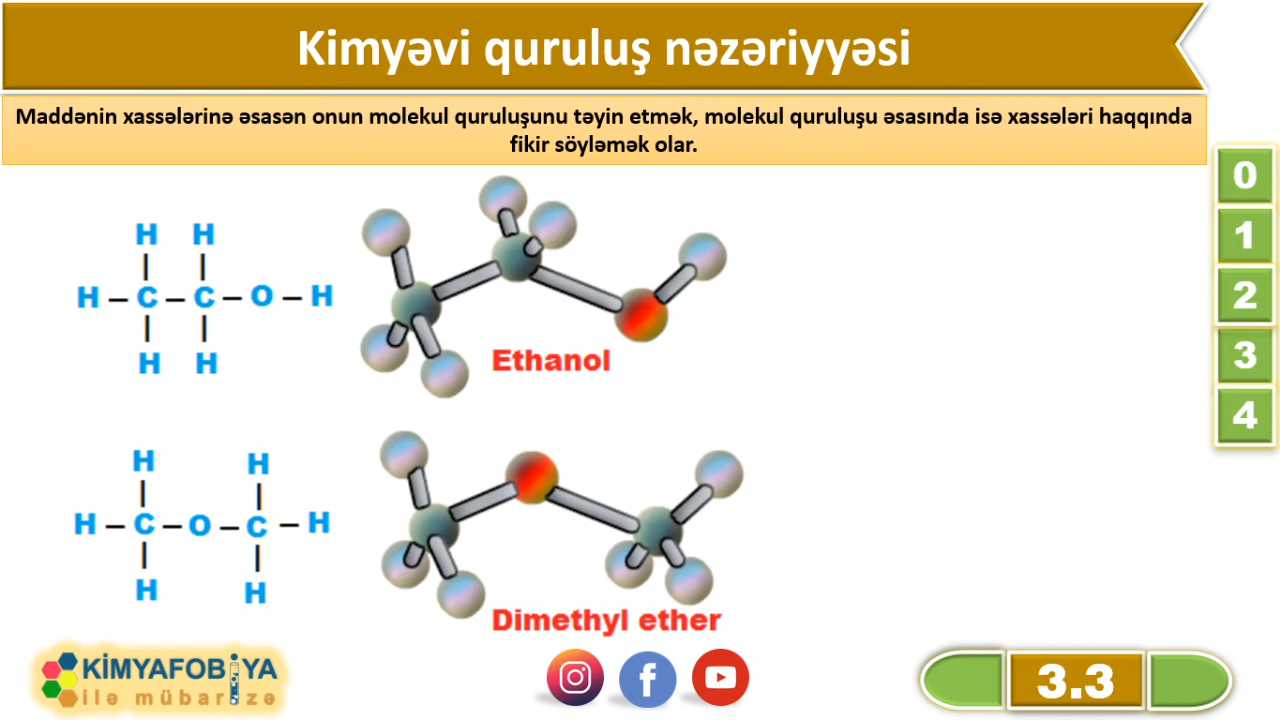 Kimyəvi quruluş nəzəriyyəsi
Maddənin xassələrinə əsasən onun molekul quruluşunu təyin etmək, molekul quruluşu əsasında isə xassələri haqqında
fikir söyləmək olar.
0
1
2
3
4
H H
| |
H – C – C – O – H
| |
H H
Ethanol
H H
| |
H – C – O – C – H
| |
H H
Dimethyl ether
KİMYAFOBİYA
ilə mübarizə
3.3